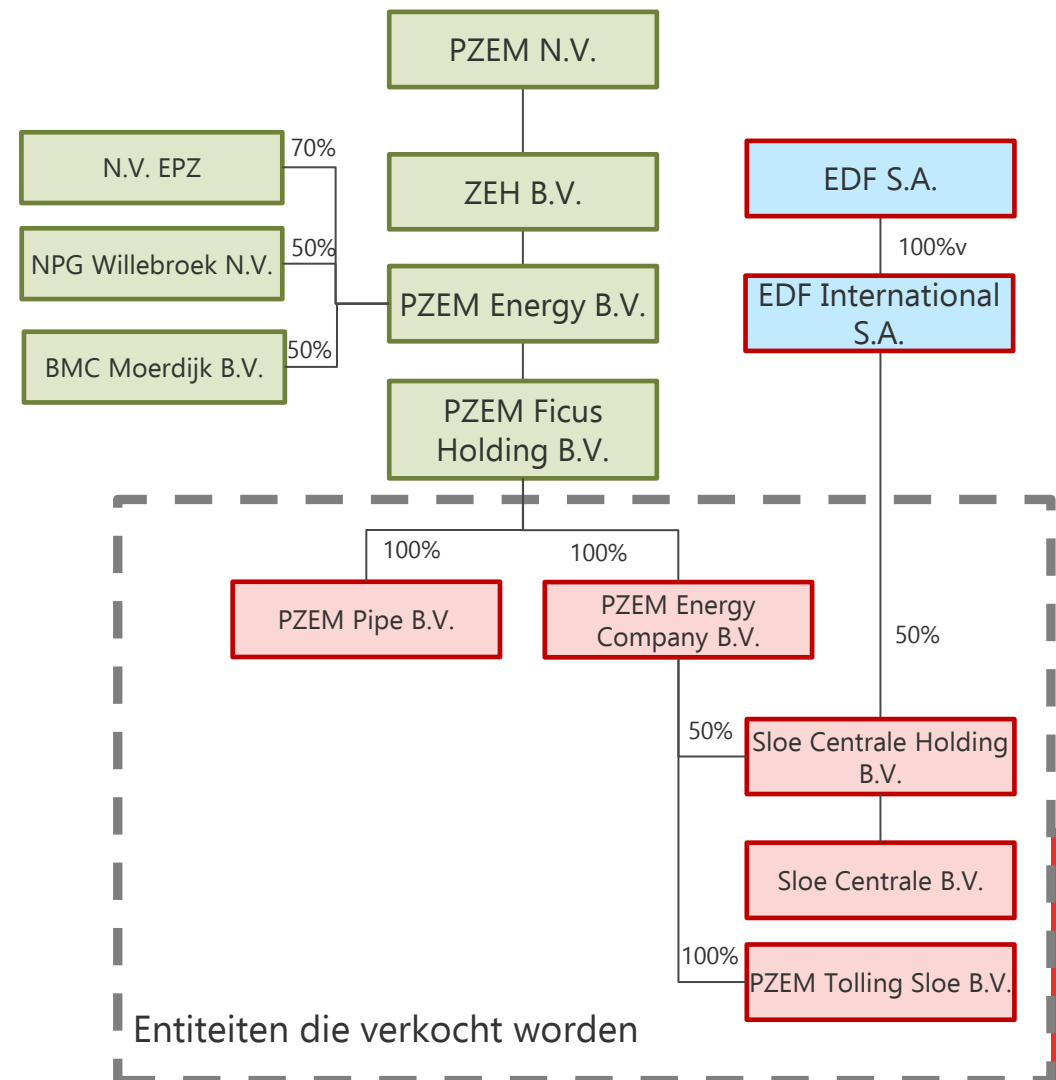 PZEM N.V.
70%
N.V. EPZ
ZEH B.V.
EDF S.A.
50%
NPG Willebroek N.V.
100%v
PZEM Energy B.V.
EDF International
S.A.
50%
BMC Moerdijk B.V.
PZEM Ficus
Holding B.V.
100%
100%
PZEM Pipe B.V.
PZEM Energy
Company B.V.
50%
50%
Sloe Centrale Holding
B.V.
Sloe Centrale B.V.
100%
PZEM Tolling Sloe B.V.
Entiteiten die verkocht worden